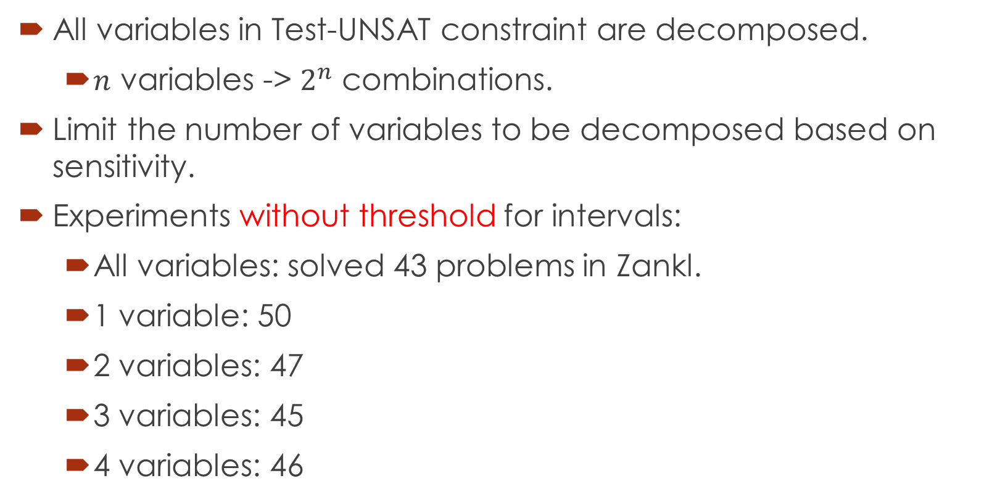 All variables in Test-UNSAT constraint are decomposed.
𝑛 variables -> 2ⁿ combinations.
Limit the number of variables to be decomposed based on
sensitivity.
Experiments without threshold for intervals:
All variables: solved 43 problems in Zankl.
1 variable: 50
2 variables: 47
3 variables: 45
4 variables: 46